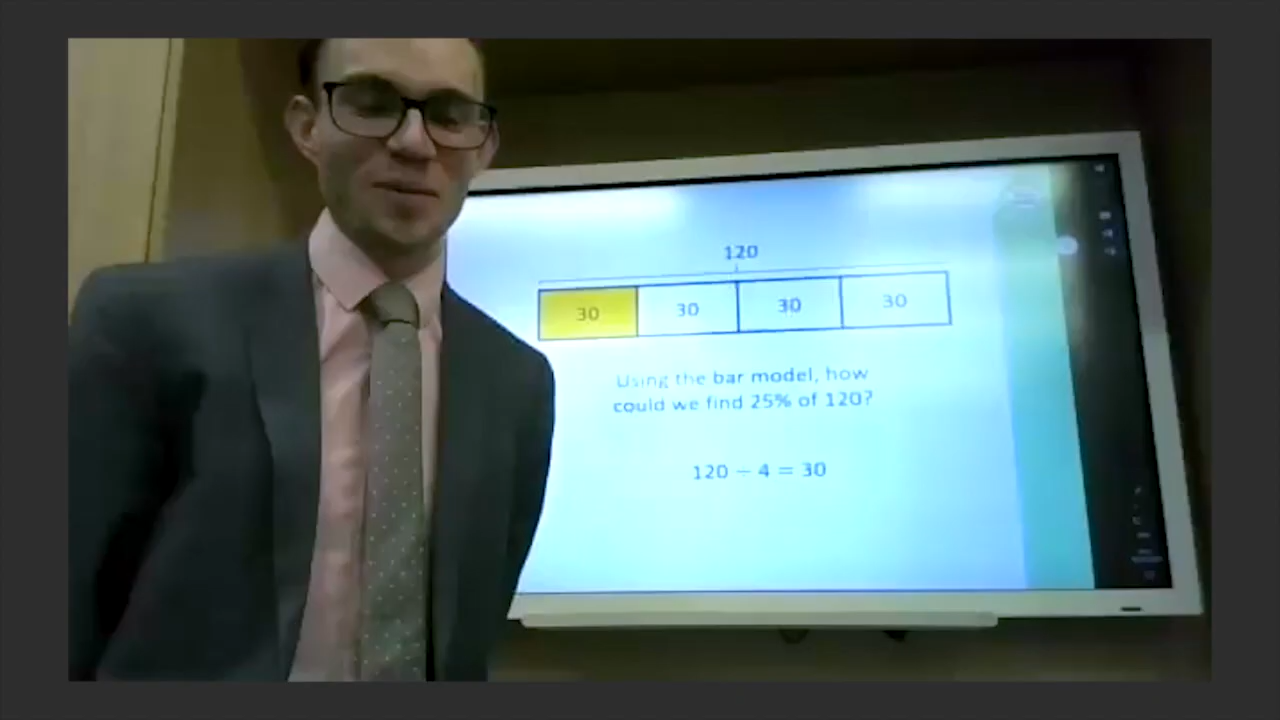 120
30 30 30 30
Using the bar model, how
could we find 25% of 120?
120 ÷ 4 = 30